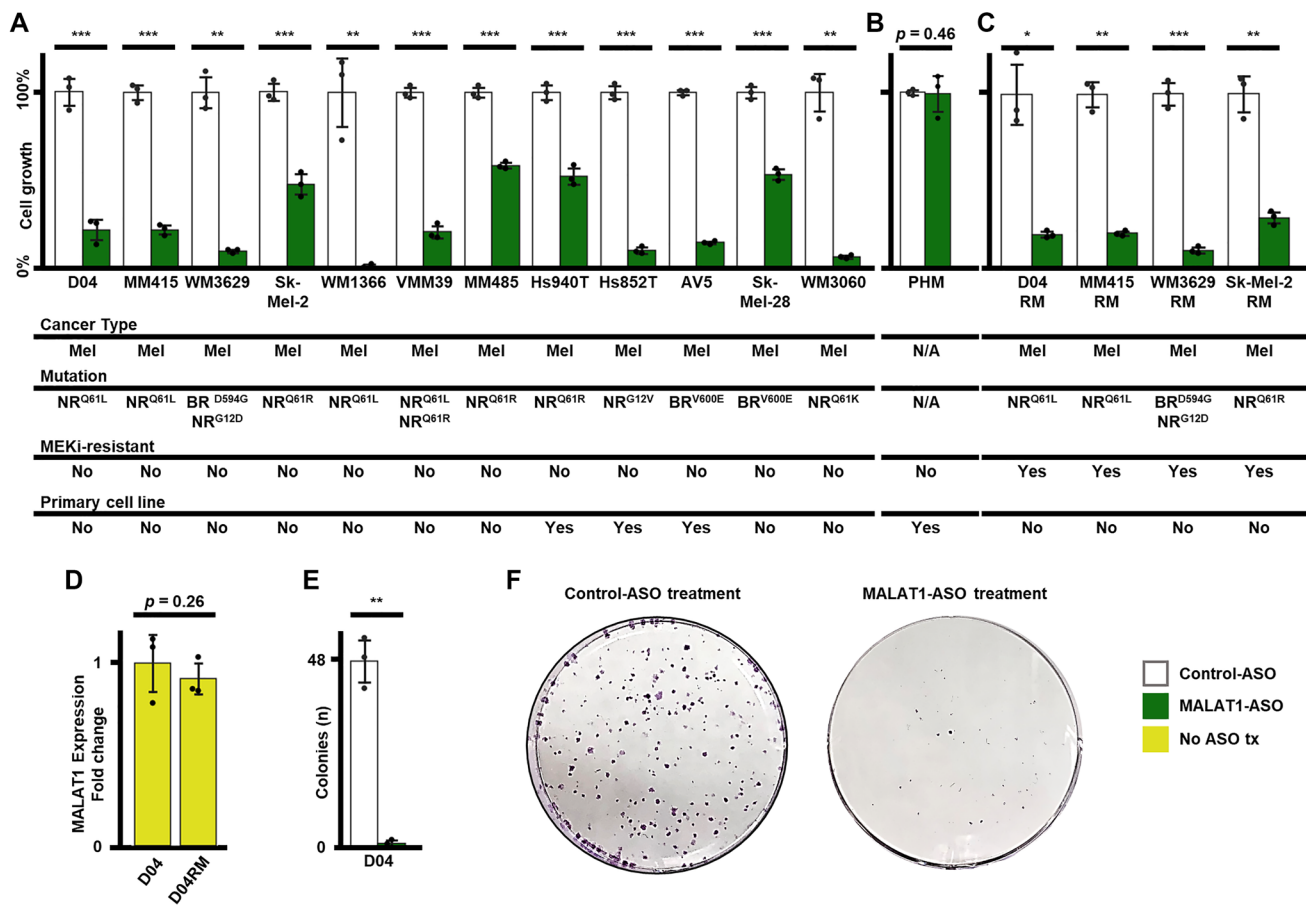 A
B
C
*** *** ** *** ** *** *** *** *** *** *** **
p = 0.46
* ** *** **
100%
Cell growth
0%
D04 MM415 WM3629 Sk- WM1366 VMM39 MM485 Hs940T Hs852T AV5 Sk- WM3060 PHM D04 MM415 WM3629 Sk-Mel-2
Mel-2 Mel-28 RM RM RM RM
Cancer Type
Mel Mel Mel Mel Mel Mel Mel Mel Mel Mel Mel Mel N/A Mel Mel Mel Mel
Mutation
NRQ61L NRQ61L BR D594G NRQ61R NRQ61L NRQ61L NRQ61R NRQ61R NRG12V BRV600E BRV600E NRQ61K N/A NRQ61L NRQ61L BRD594G NRQ61R
NRG12D NRQ61R NRG12D
MEKi-resistant
No No No No No No No No No No No No No Yes Yes Yes Yes
Primary cell line
No No No No No No No Yes Yes Yes No No Yes No No No No
D
p = 0.26
MALAT1 Expression
Fold change
1
0
D04
D04RM
E
**
Colonies (n)
48
0
D04
F
Control-ASO treatment
MALAT1-ASO treatment
Control-ASO
MALAT1-ASO
No ASO tx